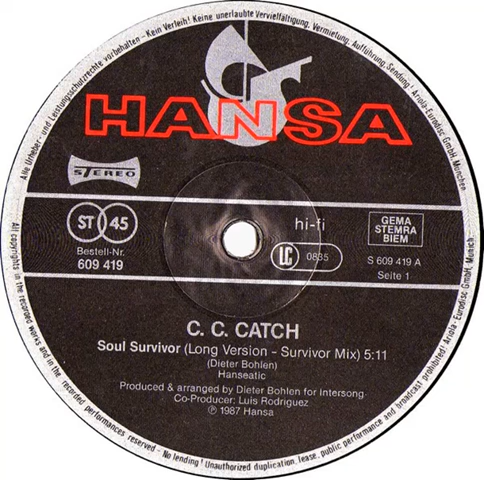 Alle Urheber- und Leistungsschutzrechte vorbehalten - Kein Verleih! Keine unerlaubte Vervielfältigung, Vermietung, Aufführung, Sendung! Ariola-Eurodisc GmbH, München
HANSA
STEREO
ST 45
Bestell-Nr.
609 419
hi-fi
LC 0835
GEMA
STEMRA
BIEM
S 609 419 A
Seite 1
C. C. CATCH
Soul Survivor (Long Version - Survivor Mix) 5:11
(Dieter Bohlen)
Hanseatic
Produced & arranged by Dieter Bohlen for Intersong.
Co-Producer: Luis Rodriguez
℗ 1987 Hansa
All copyrights in the recorded works and in the recorded performances reserved - No lending! Unauthorized duplication, lease, public performance and broadcast prohibited! Ariola-Eurodisc GmbH, Munich